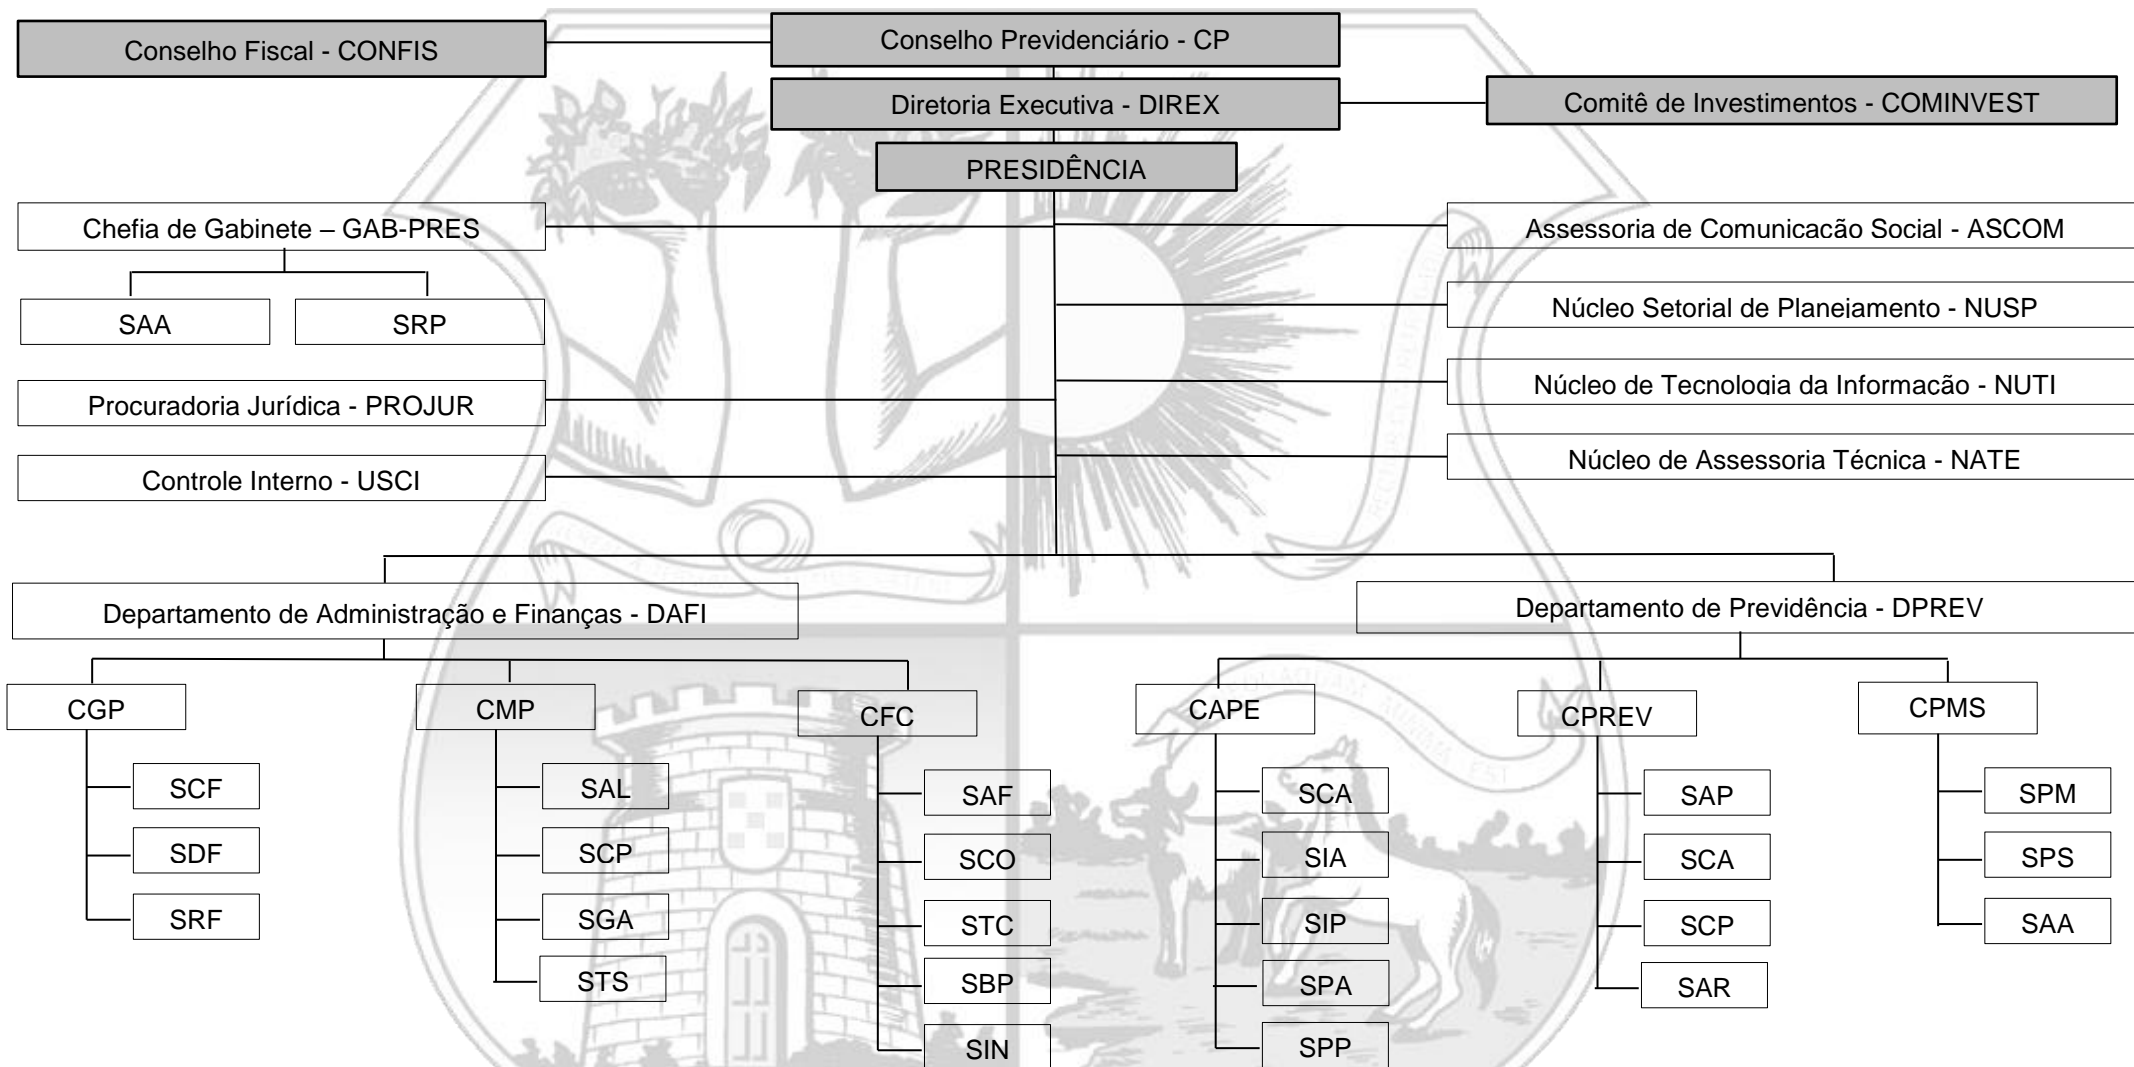 Conselho Fiscal - CONFIS
Conselho Previdenciário - CP
Diretoria Executiva - DIREX
Comitê de Investimentos - COMINVEST
PRESIDÊNCIA
Chefia de Gabinete – GAB-PRES
Assessoria de Comunicação Social - ASCOM
SAA
SRP
Núcleo Setorial de Planejamento - NUSP
Procuradoria Jurídica - PROJUR
Núcleo de Tecnologia da Informação - NUTI
Controle Interno - USCI
Núcleo de Assessoria Técnica - NATE
Departamento de Administração e Finanças - DAFI
Departamento de Previdência - DPREV
CGP
CMP
CFC
CAPE
CPREV
CPMS
SCF
SDF
SRF
SAL
SCP
SGA
STS
SAF
SCO
STC
SBP
SIN
SCA
SIA
SIP
SPA
SPP
SAP
SCA
SCP
SAR
SPM
SPS
SAA